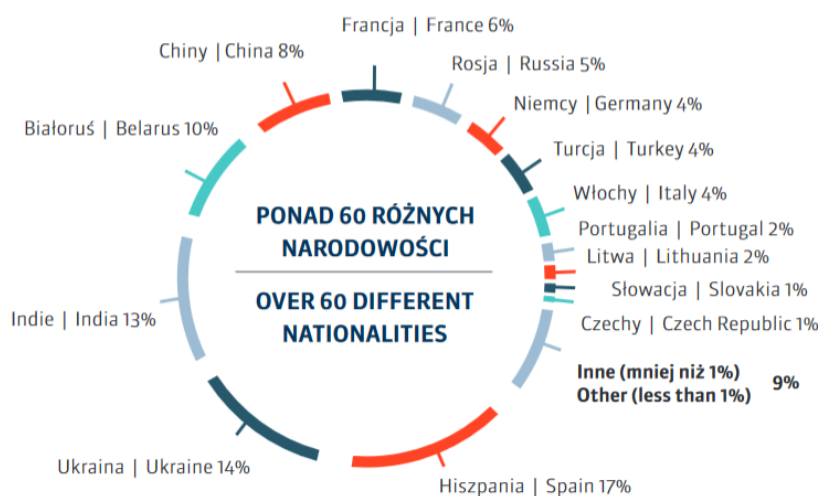 Francja | France 6%
Chiny | China 8%
Rosja | Russia 5%
Niemcy | Germany 4%
Białoruś | Belarus 10%
Turcja | Turkey 4%
Włochy | Italy 4%
PONAD 60 RÓŻNYCH
NARODOWOŚCI
Portugalia | Portugal 2%
Litwa | Lithuania 2%
Słowacja | Slovakia 1%
OVER 60 DIFFERENT
NATIONALITIES
Indie | India 13%
Czechy | Czech Republic 1%
Inne (mniej niż 1%)
Other (less than 1%) 9%
Ukraina | Ukraine 14%
Hiszpania | Spain 17%